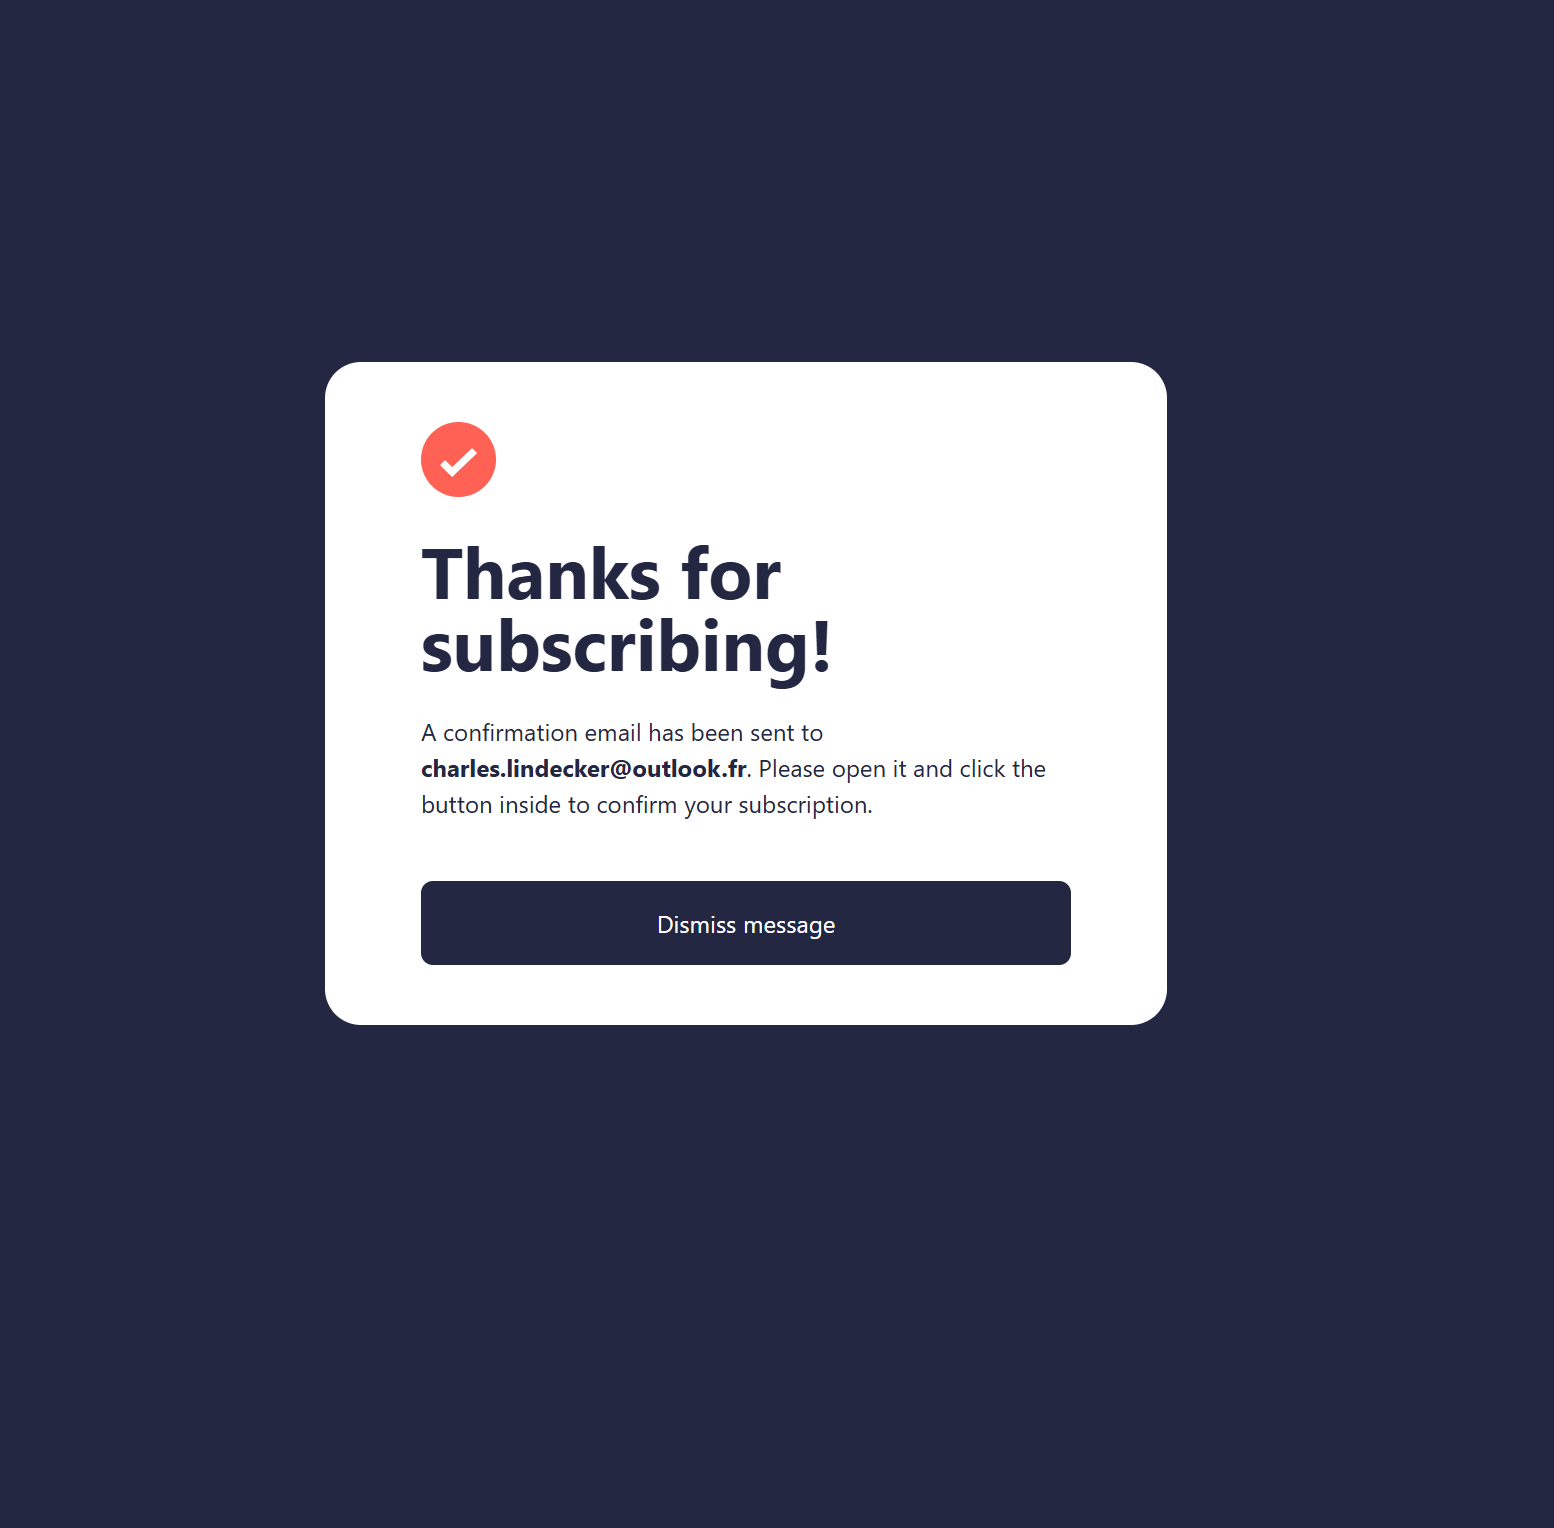 Thanks for
subscribing!
A confirmation email has been sent to
charles.lindecker@outlook.fr. Please open it and click the
button inside to confirm your subscription.
Dismiss message